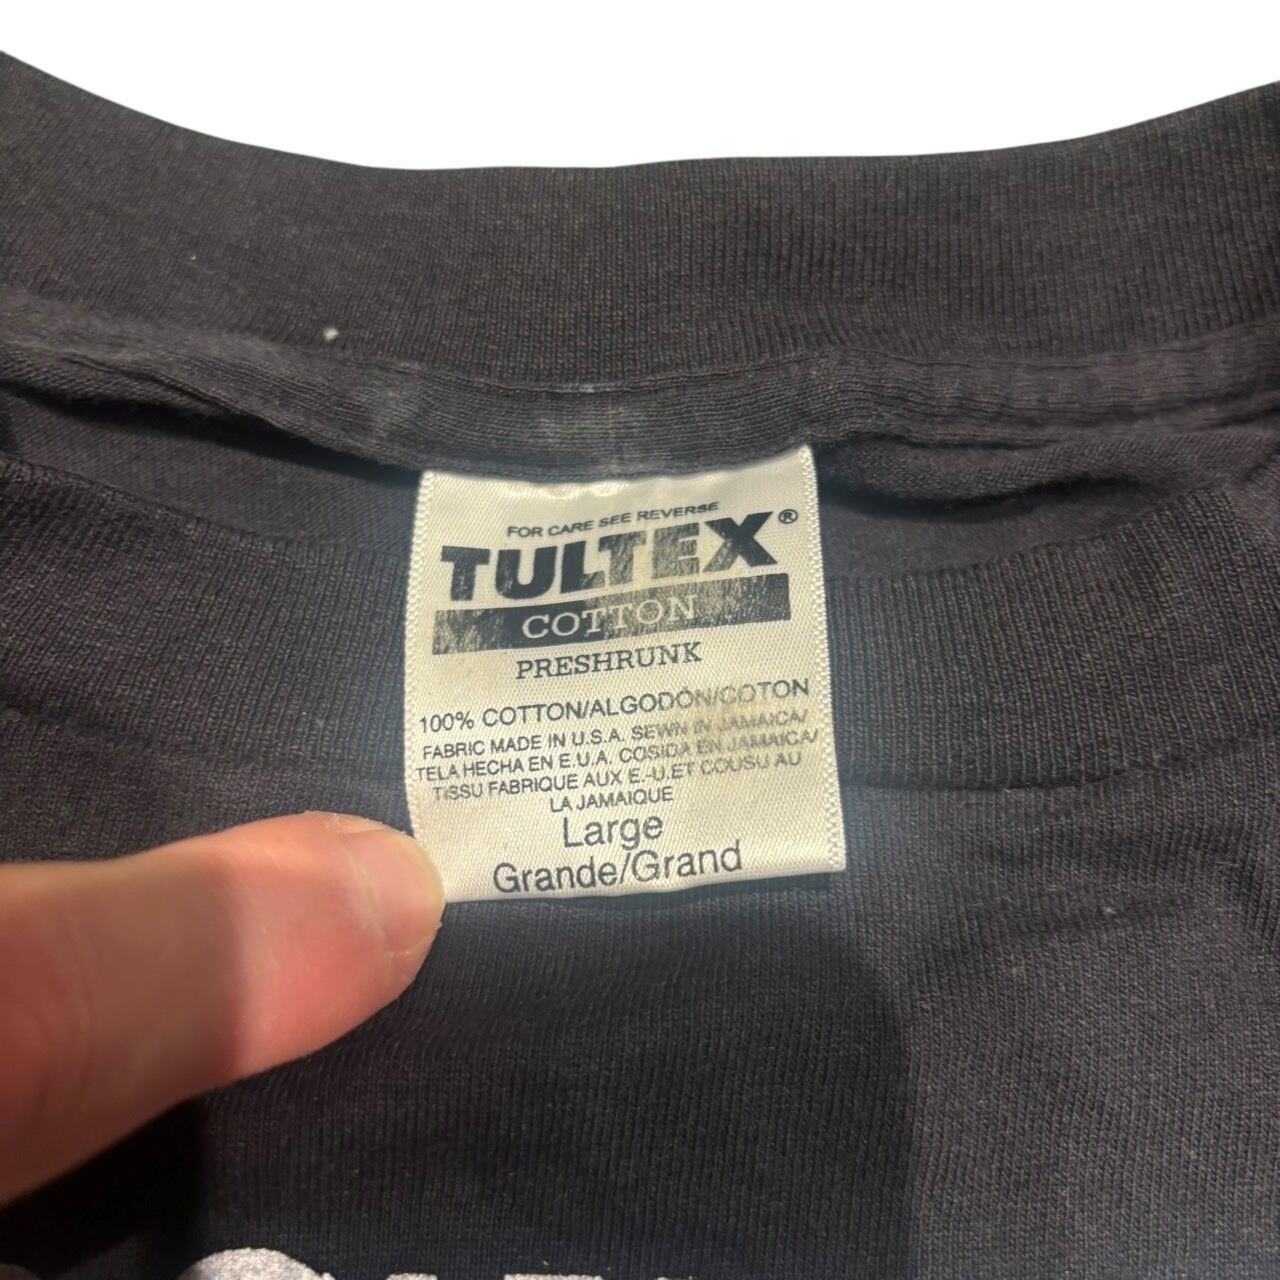 FOR CARE SEE REVERSE
TULTEX®
COTTON
PRESHRUNK
100% COTTON/ALGODÓN/COTON
FABRIC MADE IN U.S.A. SEWN IN JAMAICA/
TELA HECHA EN E.U.A. COSIDA EN JAMAICA/
TISSU FABRIQUE AUX E.-U.ET COUSU AU
LA JAMAIQUE
Large
Grande/Grand